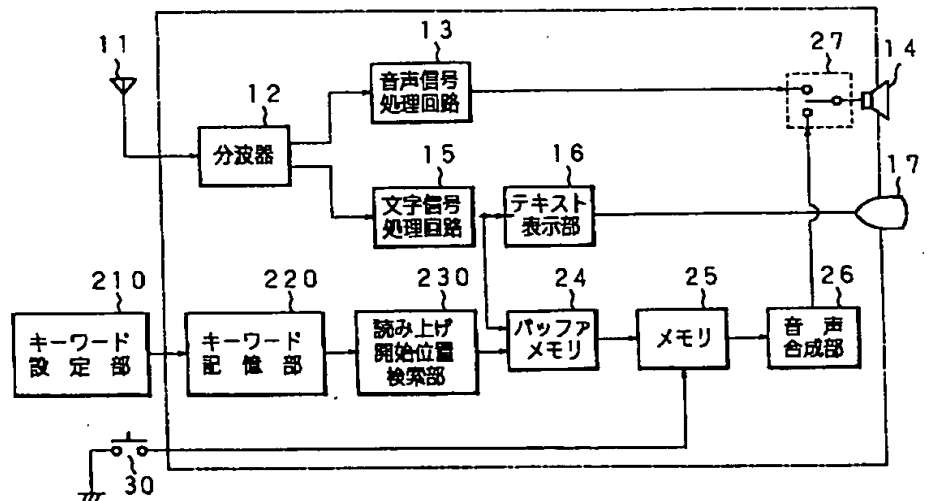 11
13
27
14
音声信号
処理回路
12
分波器
15
16
17
文字信号
処理回路
テキスト
表示部
210
220
230
24
25
26
キーワード
設定部
キーワード
記憶部
読み上げ
開始位置
検索部
バッファ
メモリ
メモリ
音声
合成部
30